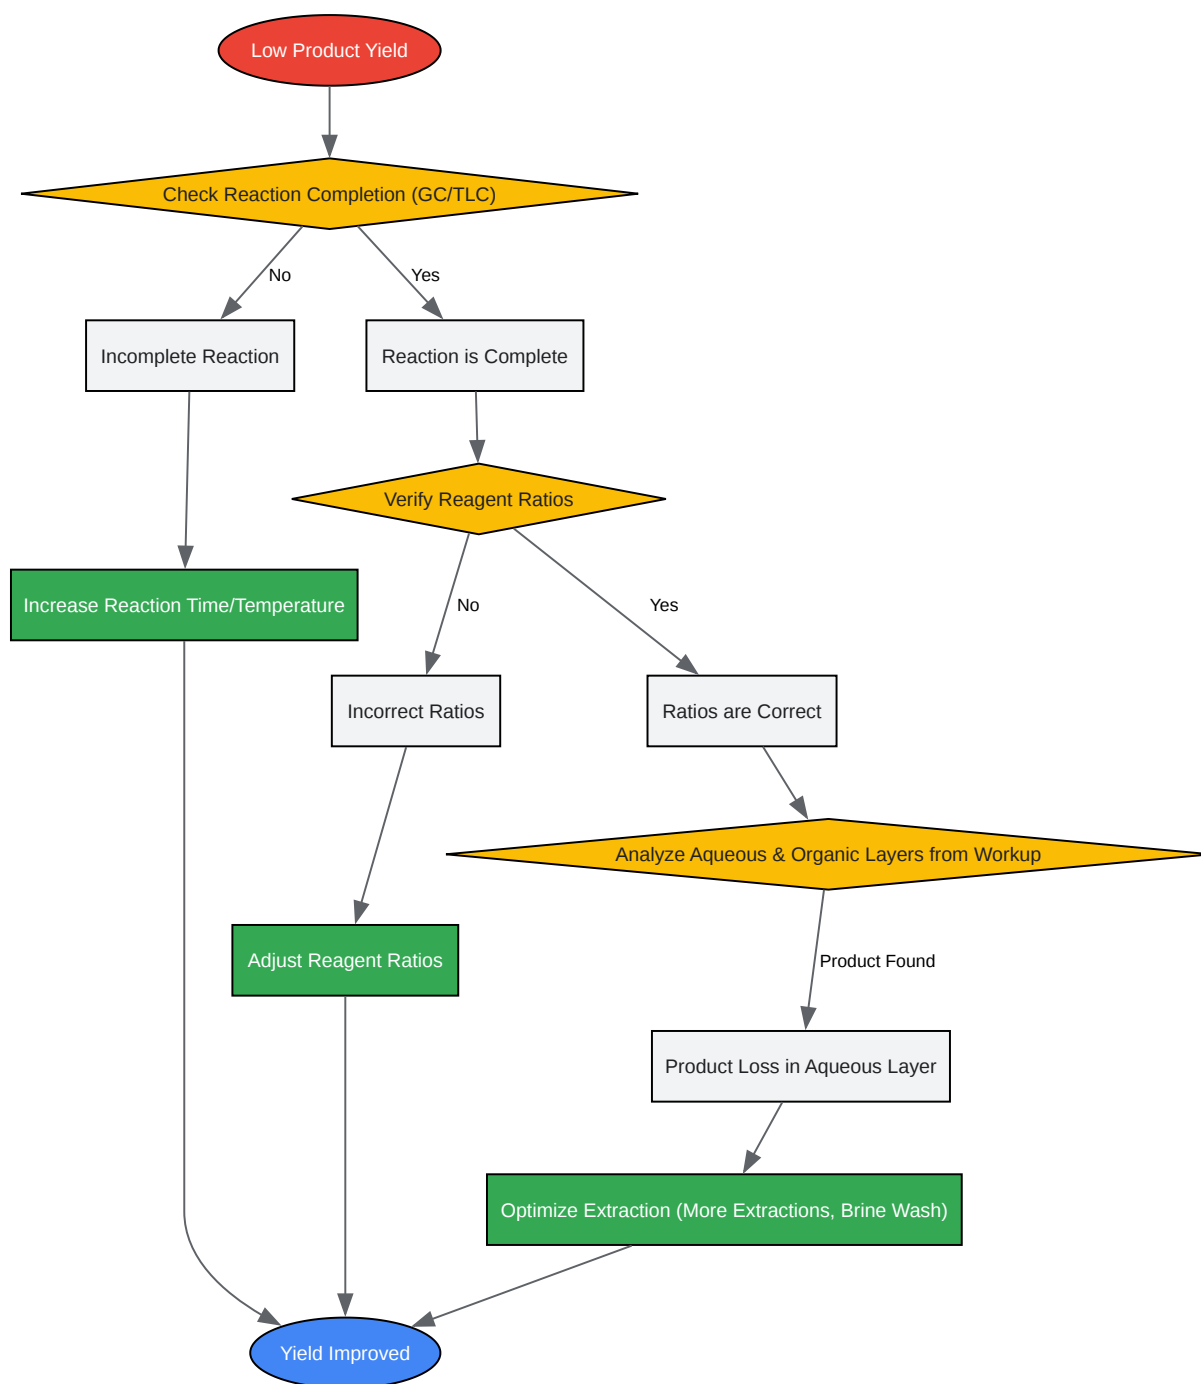 Low Product Yield
Check Reaction Completion (GC/TLC)
No
Yes
Incomplete Reaction
Reaction is Complete
Verify Reagent Ratios
Increase Reaction Time/Temperature
No
Yes
Incorrect Ratios
Ratios are Correct
Analyze Aqueous & Organic Layers from Workup
Adjust Reagent Ratios
Product Found
Product Loss in Aqueous Layer
Optimize Extraction (More Extractions, Brine Wash)
Yield Improved